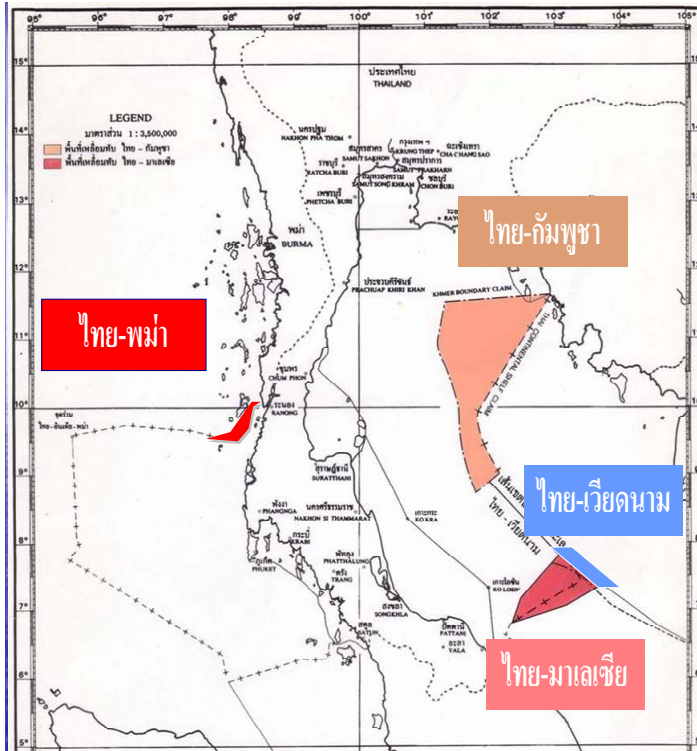 95° 96° 97° 98° 99° 100° 101° 102° 103° 104° 105°
15°
14°
13°
12°
11°
10°
9°
8°
7°
6°
5°
ประเทศไทย
THAILAND
LEGEND
มาตราส่วน 1 : 3,500,000
พื้นที่เหลื่อมทับ ไทย - กัมพูชา
พื้นที่เหลื่อมทับ ไทย - มาเลเซีย
นครปฐม
NAKHON PHA THOM
สมุทรสาคร
SAMUT SAKHON
กรุงเทพ ฯ
KRUNG THEP
ฉะเชิงเทรา
CHA CHANG SAO
สมุทรปราการ
SAMUT PRAKHARN
ราชบุรี
RATCHA BURI
สมุทรสงคราม
SAMUT SONG KHRAM
ชลบุรี
CHON BURI
เพชรบุรี
PHETCHA BURI
พม่า
BURMA
ไทย-กัมพูชา
ประจวบคีรีขันธ์
PRACHUAP KHIRI KHAN
KHMER BOUNDARY CLAIM
THAI CONTINENTAL SHELF CLAIM
ไทย-พม่า
ชุมพร
CHUM PHON
ระนอง
RANONG
จุดร่วม
ไทย-อินเดีย-พม่า
สุราษฎร์ธานี
SURATTHANI
ไทย-เวียดนาม
ไทย - เวียดนาม
พังงา
PHANGNGA
นครศรีธรรมราช
NAKHON SI THAMMARAT
เกาะกระ
KO KRA
กระบี่
KRABI
ภูเก็ต
PHUKET
พัทลุง
PHATTHALUNG
ตรัง
TRANG
เกาะโลซิน
KO LOSIN
สงขลา
SONGKHLA
สตูล
SATUN
ปัตตานี
PATTANI
ยะลา
YALA
ไทย-มาเลเซีย